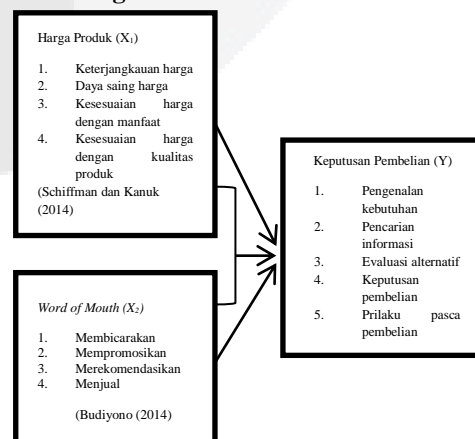 Harga Produk (X₁)
1. Keterjangkauan harga
2. Daya saing harga
3. Kesesuaian harga
dengan manfaat
4. Kesesuaian harga
dengan kualitas
produk
(Schiffman dan Kanuk
(2014)
Word of Mouth (X₂)
1. Membicarakan
2. Mempromosikan
3. Merekomendasikan
4. Menjual
(Budiyono (2014)
Keputusan Pembelian (Y)
1. Pengenalan
kebutuhan
2. Pencarian
informasi
3. Evaluasi alternatif
4. Keputusan
pembelian
5. Prilaku pasca
pembelian